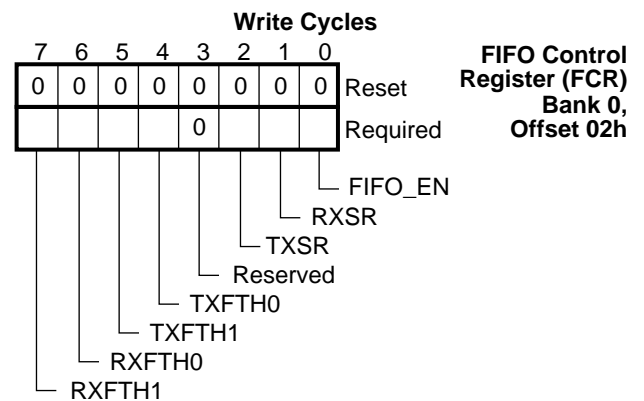 Write Cycles
7 6 5 4 3 2 1 0
FIFO Control
Register (FCR)
Bank 0,
Offset 02h
0 0 0 0 0 0 0 0 Reset
0 Required
FIFO_EN
RXSR
TXSR
Reserved
TXFTH0
TXFTH1
RXFTH0
RXFTH1